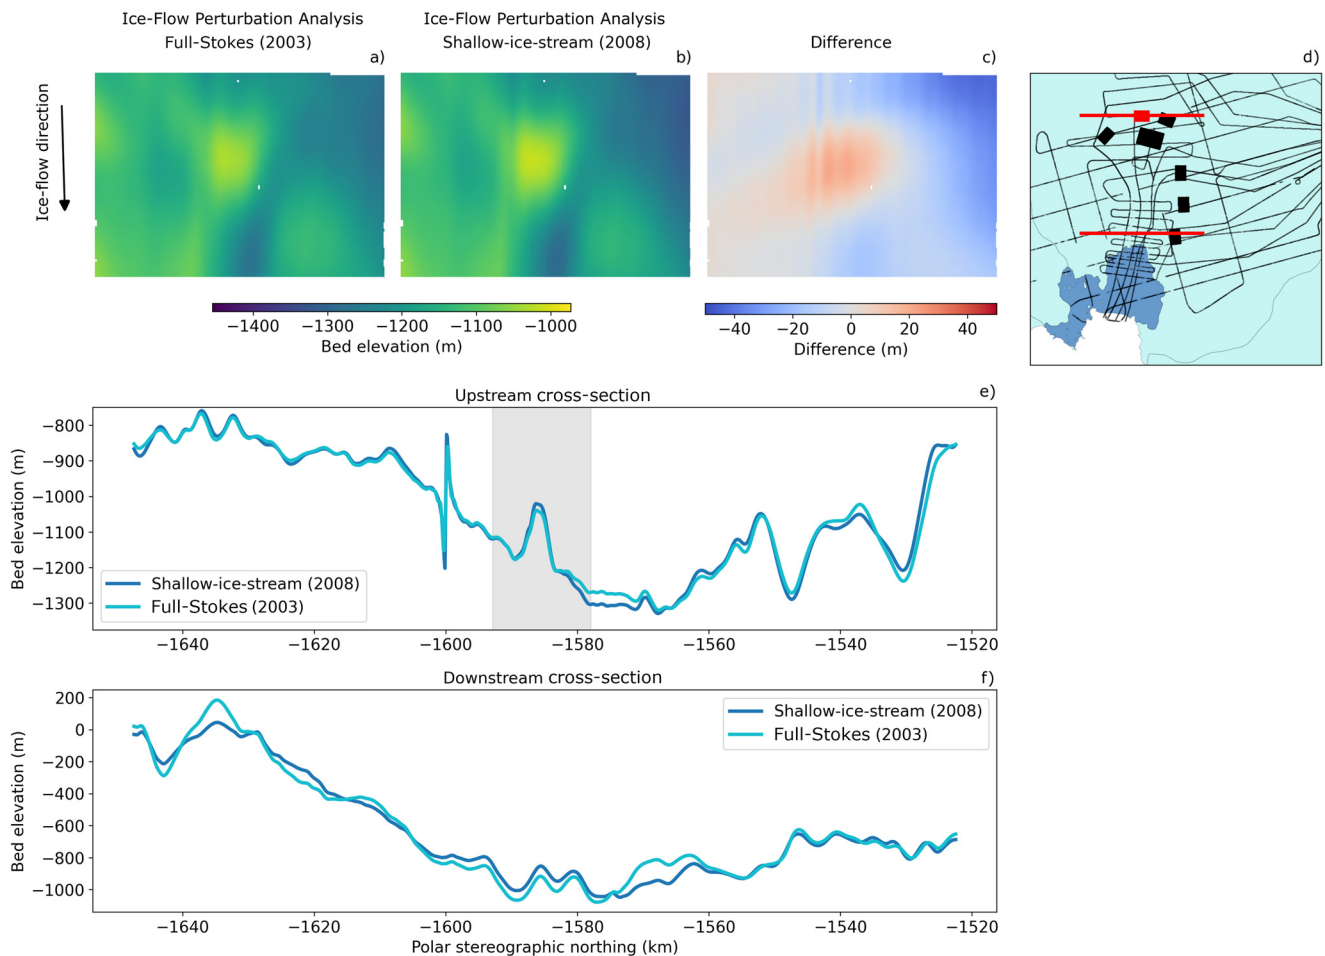 Ice-Flow Perturbation Analysis
Full-Stokes (2003)
a)
Ice-Flow Perturbation Analysis
Shallow-ice-stream (2008)
b)
Difference
c)
d)
Ice-flow direction
−1400 −1300 −1200 −1100 −1000
Bed elevation (m)
−40 −20 0 20 40
Difference (m)
Upstream cross-section
e)
Bed elevation (m)
−800
−900
−1000
−1100
−1200
−1300
Shallow-ice-stream (2008)
Full-Stokes (2003)
−1640 −1620 −1600 −1580 −1560 −1540 −1520
Downstream cross-section
f)
Bed elevation (m)
200
0
−200
−400
−600
−800
−1000
Shallow-ice-stream (2008)
Full-Stokes (2003)
−1640 −1620 −1600 −1580 −1560 −1540 −1520
Polar stereographic northing (km)